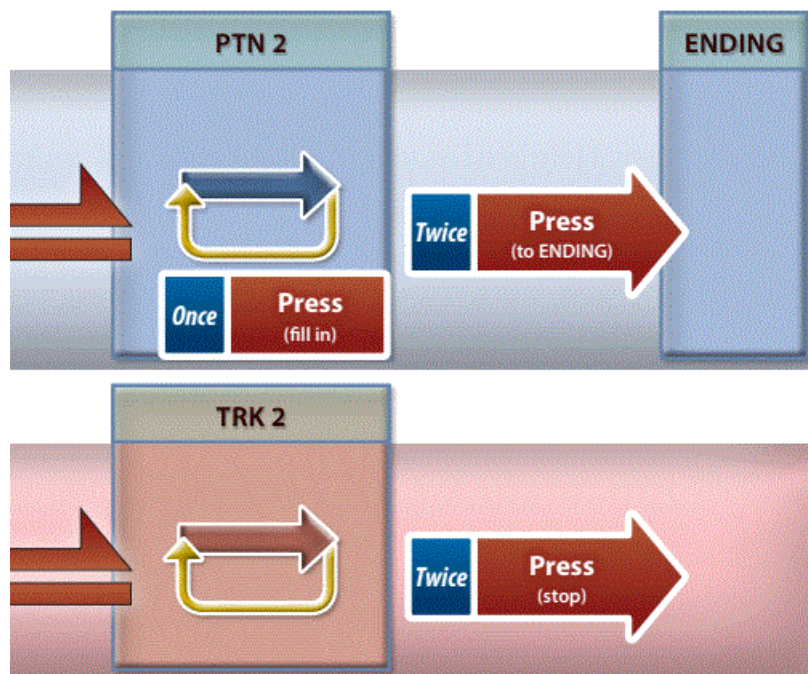 PTN 2
ENDING
Twice
Press
(to ENDING)
Once
Press
(fill in)
TRK 2
Twice
Press
(stop)